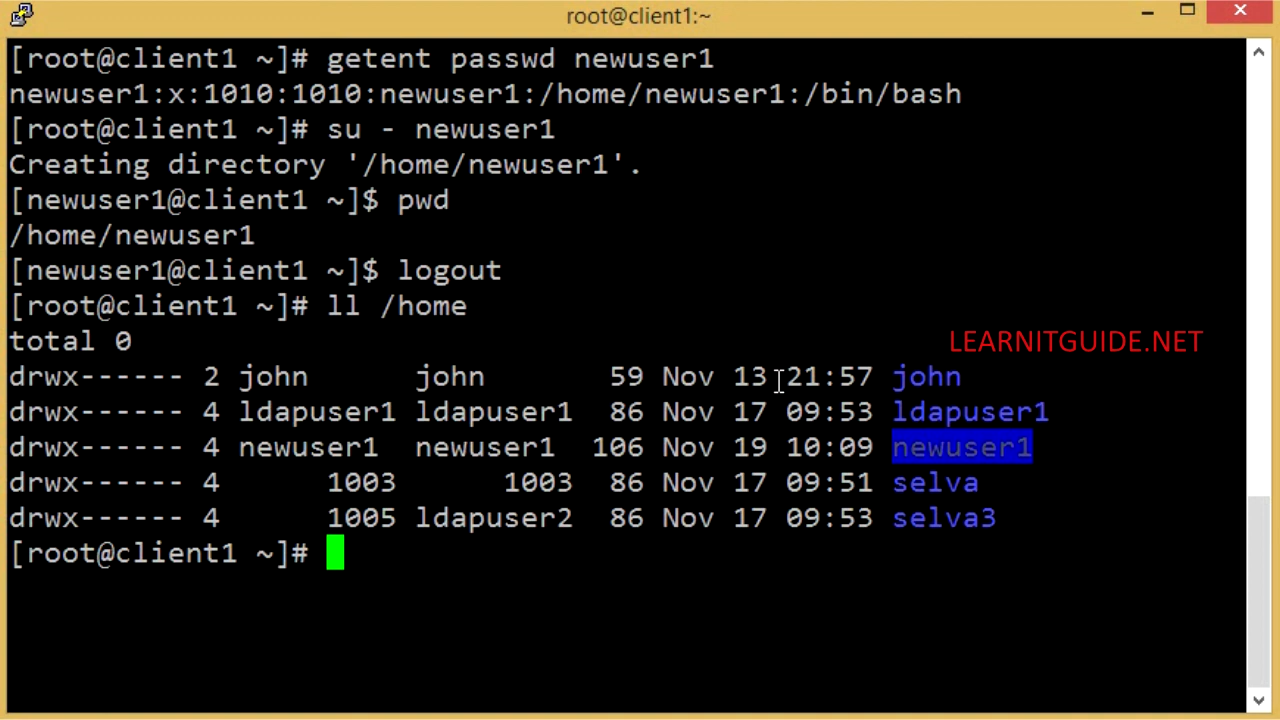 root@client1:~
[root@client1 ~]# getent passwd newuser1
newuser1:x:1010:1010:newuser1:/home/newuser1:/bin/bash
[root@client1 ~]# su - newuser1
Creating directory '/home/newuser1'.
[newuser1@client1 ~]$ pwd
/home/newuser1
[newuser1@client1 ~]$ logout
[root@client1 ~]# ll /home
total 0
LEARNITGUIDE.NET
drwx------ 2 john      john       59 Nov 13 21:57 john
drwx------ 4 ldapuser1 ldapuser1  86 Nov 17 09:53 ldapuser1
drwx------ 4 newuser1  newuser1  106 Nov 19 10:09 newuser1
drwx------ 4      1003      1003  86 Nov 17 09:51 selva
drwx------ 4      1005 ldapuser2  86 Nov 17 09:53 selva3
[root@client1 ~]#